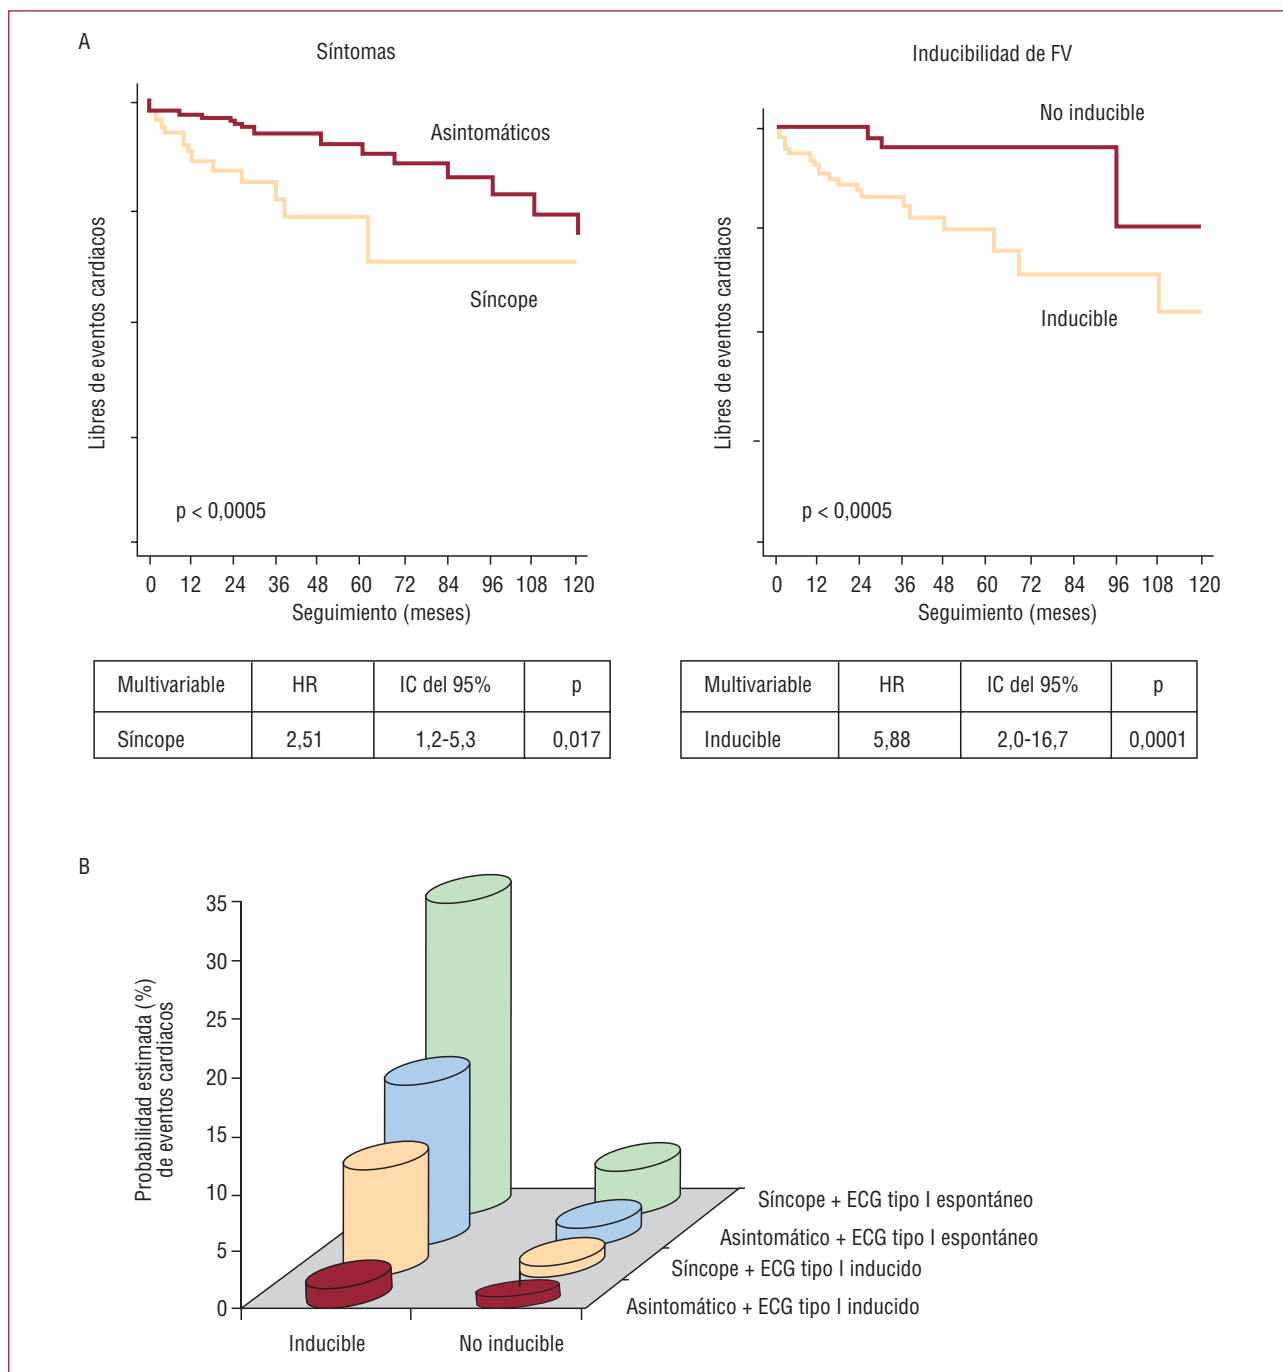 A
Síntomas
Libres de eventos cardiacos
Asintomáticos
Síncope
p < 0,0005
0 12 24 36 48 60 72 84 96 108 120
Seguimiento (meses)
Inducibilidad de FV
Libres de eventos cardiacos
No inducible
Inducible
p < 0,0005
0 12 24 36 48 60 72 84 96 108 120
Seguimiento (meses)
Multivariable HR IC del 95% p
Síncope 2,51 1,2-5,3 0,017
Multivariable HR IC del 95% p
Inducible 5,88 2,0-16,7 0,0001
B
Probabilidad estimada (%)
de eventos cardiacos
35
30
25
20
15
10
5
0
Síncope + ECG tipo I espontáneo
Asintomático + ECG tipo I espontáneo
Síncope + ECG tipo I inducido
Asintomático + ECG tipo I inducido
Inducible No inducible